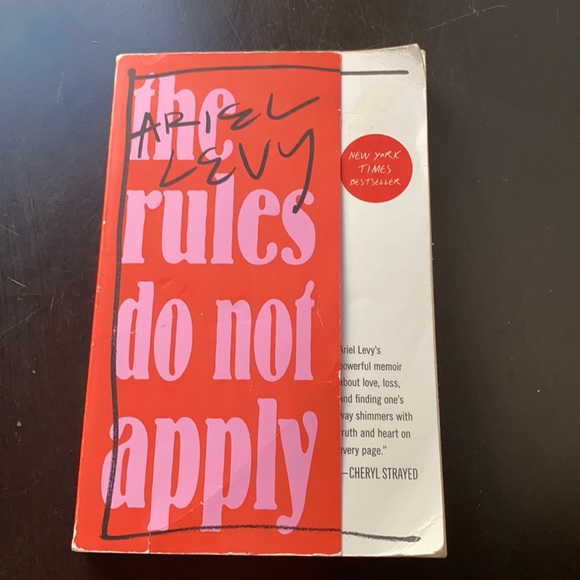 the
ARIEL
LEVY
rules
do not
apply
NEW YORK
TIMES
BESTSELLER
Ariel Levy's
powerful memoir
about love, loss,
and finding one's
way shimmers with
truth and heart on
every page."
—CHERYL STRAYED